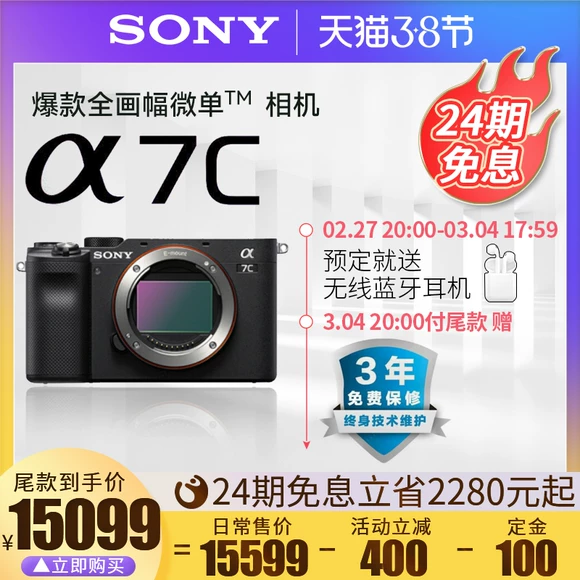 SONY 天猫3.8节
爆款全画幅微单™ 相机
α7C
24期
免息
02.27 20:00-03.04 17:59
预定就送
无线蓝牙耳机
3.04 20:00付尾款 赠
SONY
E-mount
α
7C
3年
免费保修
终身技术维护
尾款到手价
¥15099
▲立即购买
24期免息立省2280元起
= 日常售价 - 活动立减 - 定金
15599 400 100